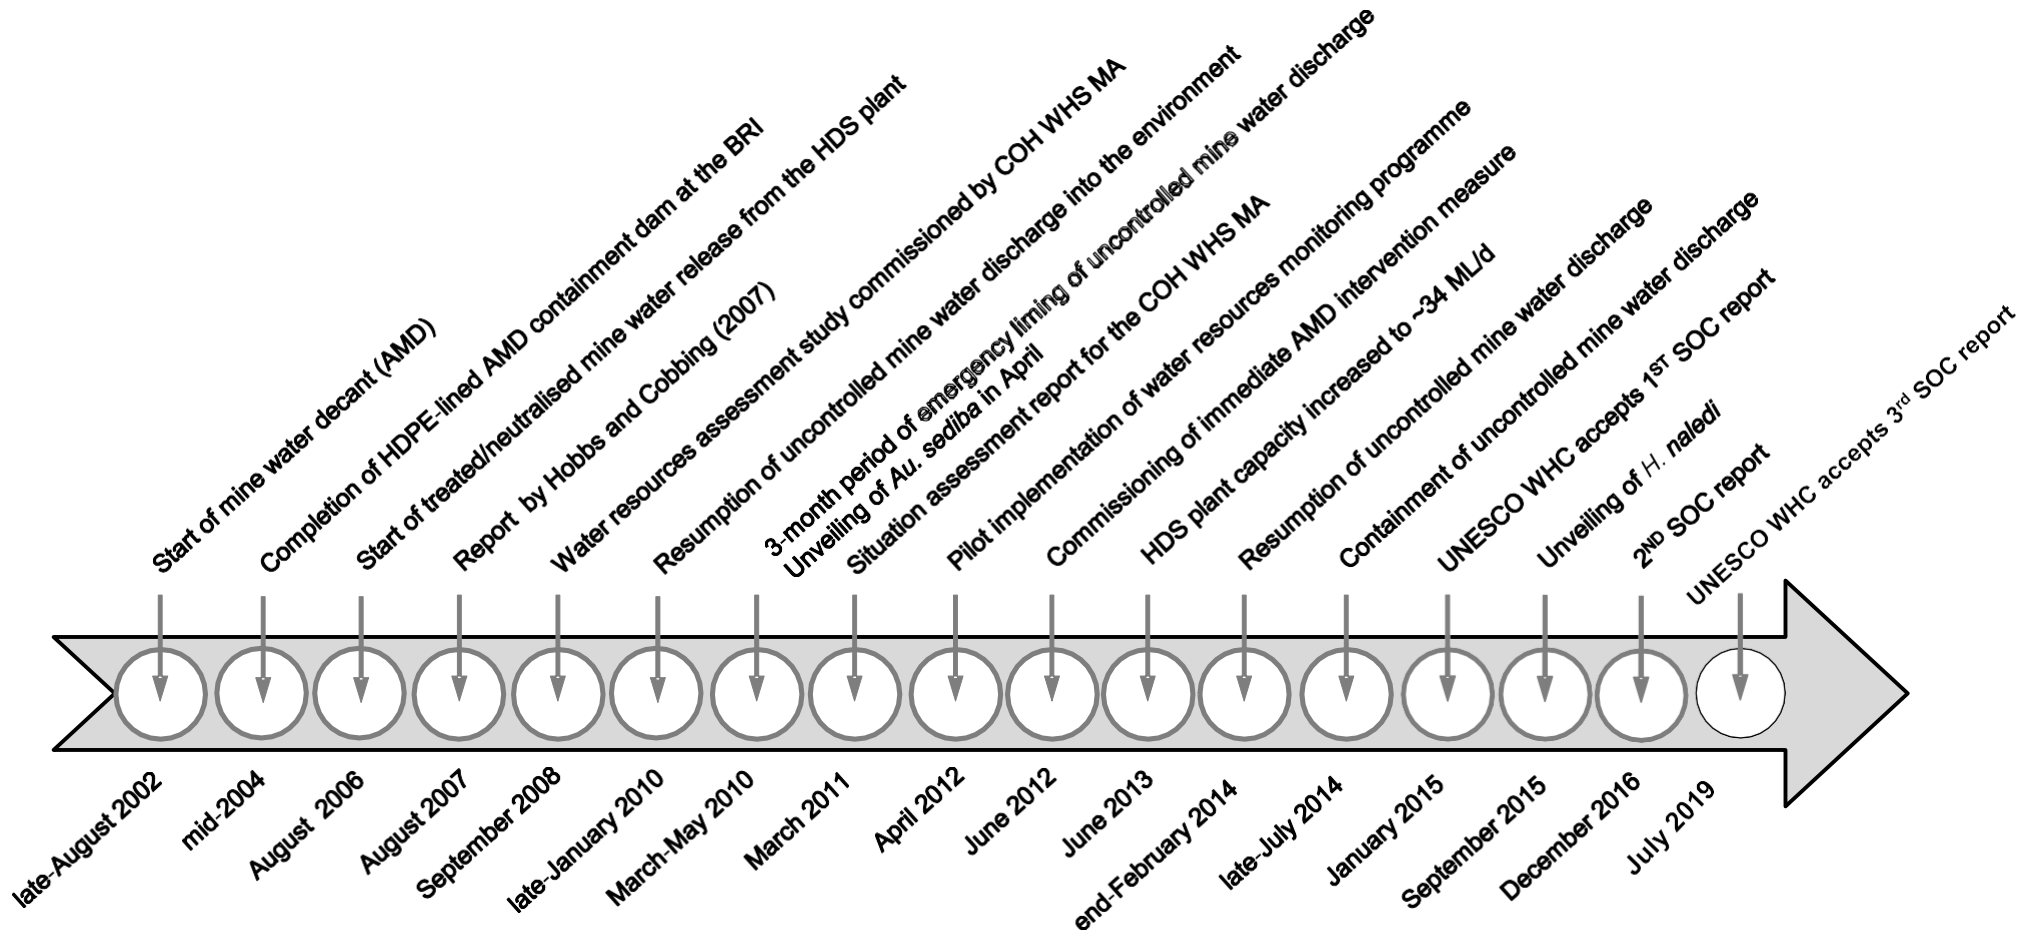 Start of mine water decant (AMD)
Completion of HDPE-lined AMD containment dam at the BRI
Start of treated/neutralised mine water release from the HDS plant
Report by Hobbs and Cobbing (2007)
Water resources assessment study commissioned by COH WHS MA
Resumption of uncontrolled mine water discharge into the environment
3-month period of emergency liming of uncontrolled mine water discharge
Unveiling of Au. sediba in April
Situation assessment report for the COH WHS MA
Pilot implementation of water resources monitoring programme
Commissioning of immediate AMD intervention measure
HDS plant capacity increased to ~34 ML/d
Resumption of uncontrolled mine water discharge
Containment of uncontrolled mine water discharge
UNESCO WHC accepts 1ST SOC report
Unveiling of H. naledi
2ND SOC report
UNESCO WHC accepts 3rd SOC report
late-August 2002
mid-2004
August 2006
August 2007
September 2008
late-January 2010
March-May 2010
March 2011
April 2012
June 2012
June 2013
end-February 2014
late-July 2014
January 2015
September 2015
December 2016
July 2019